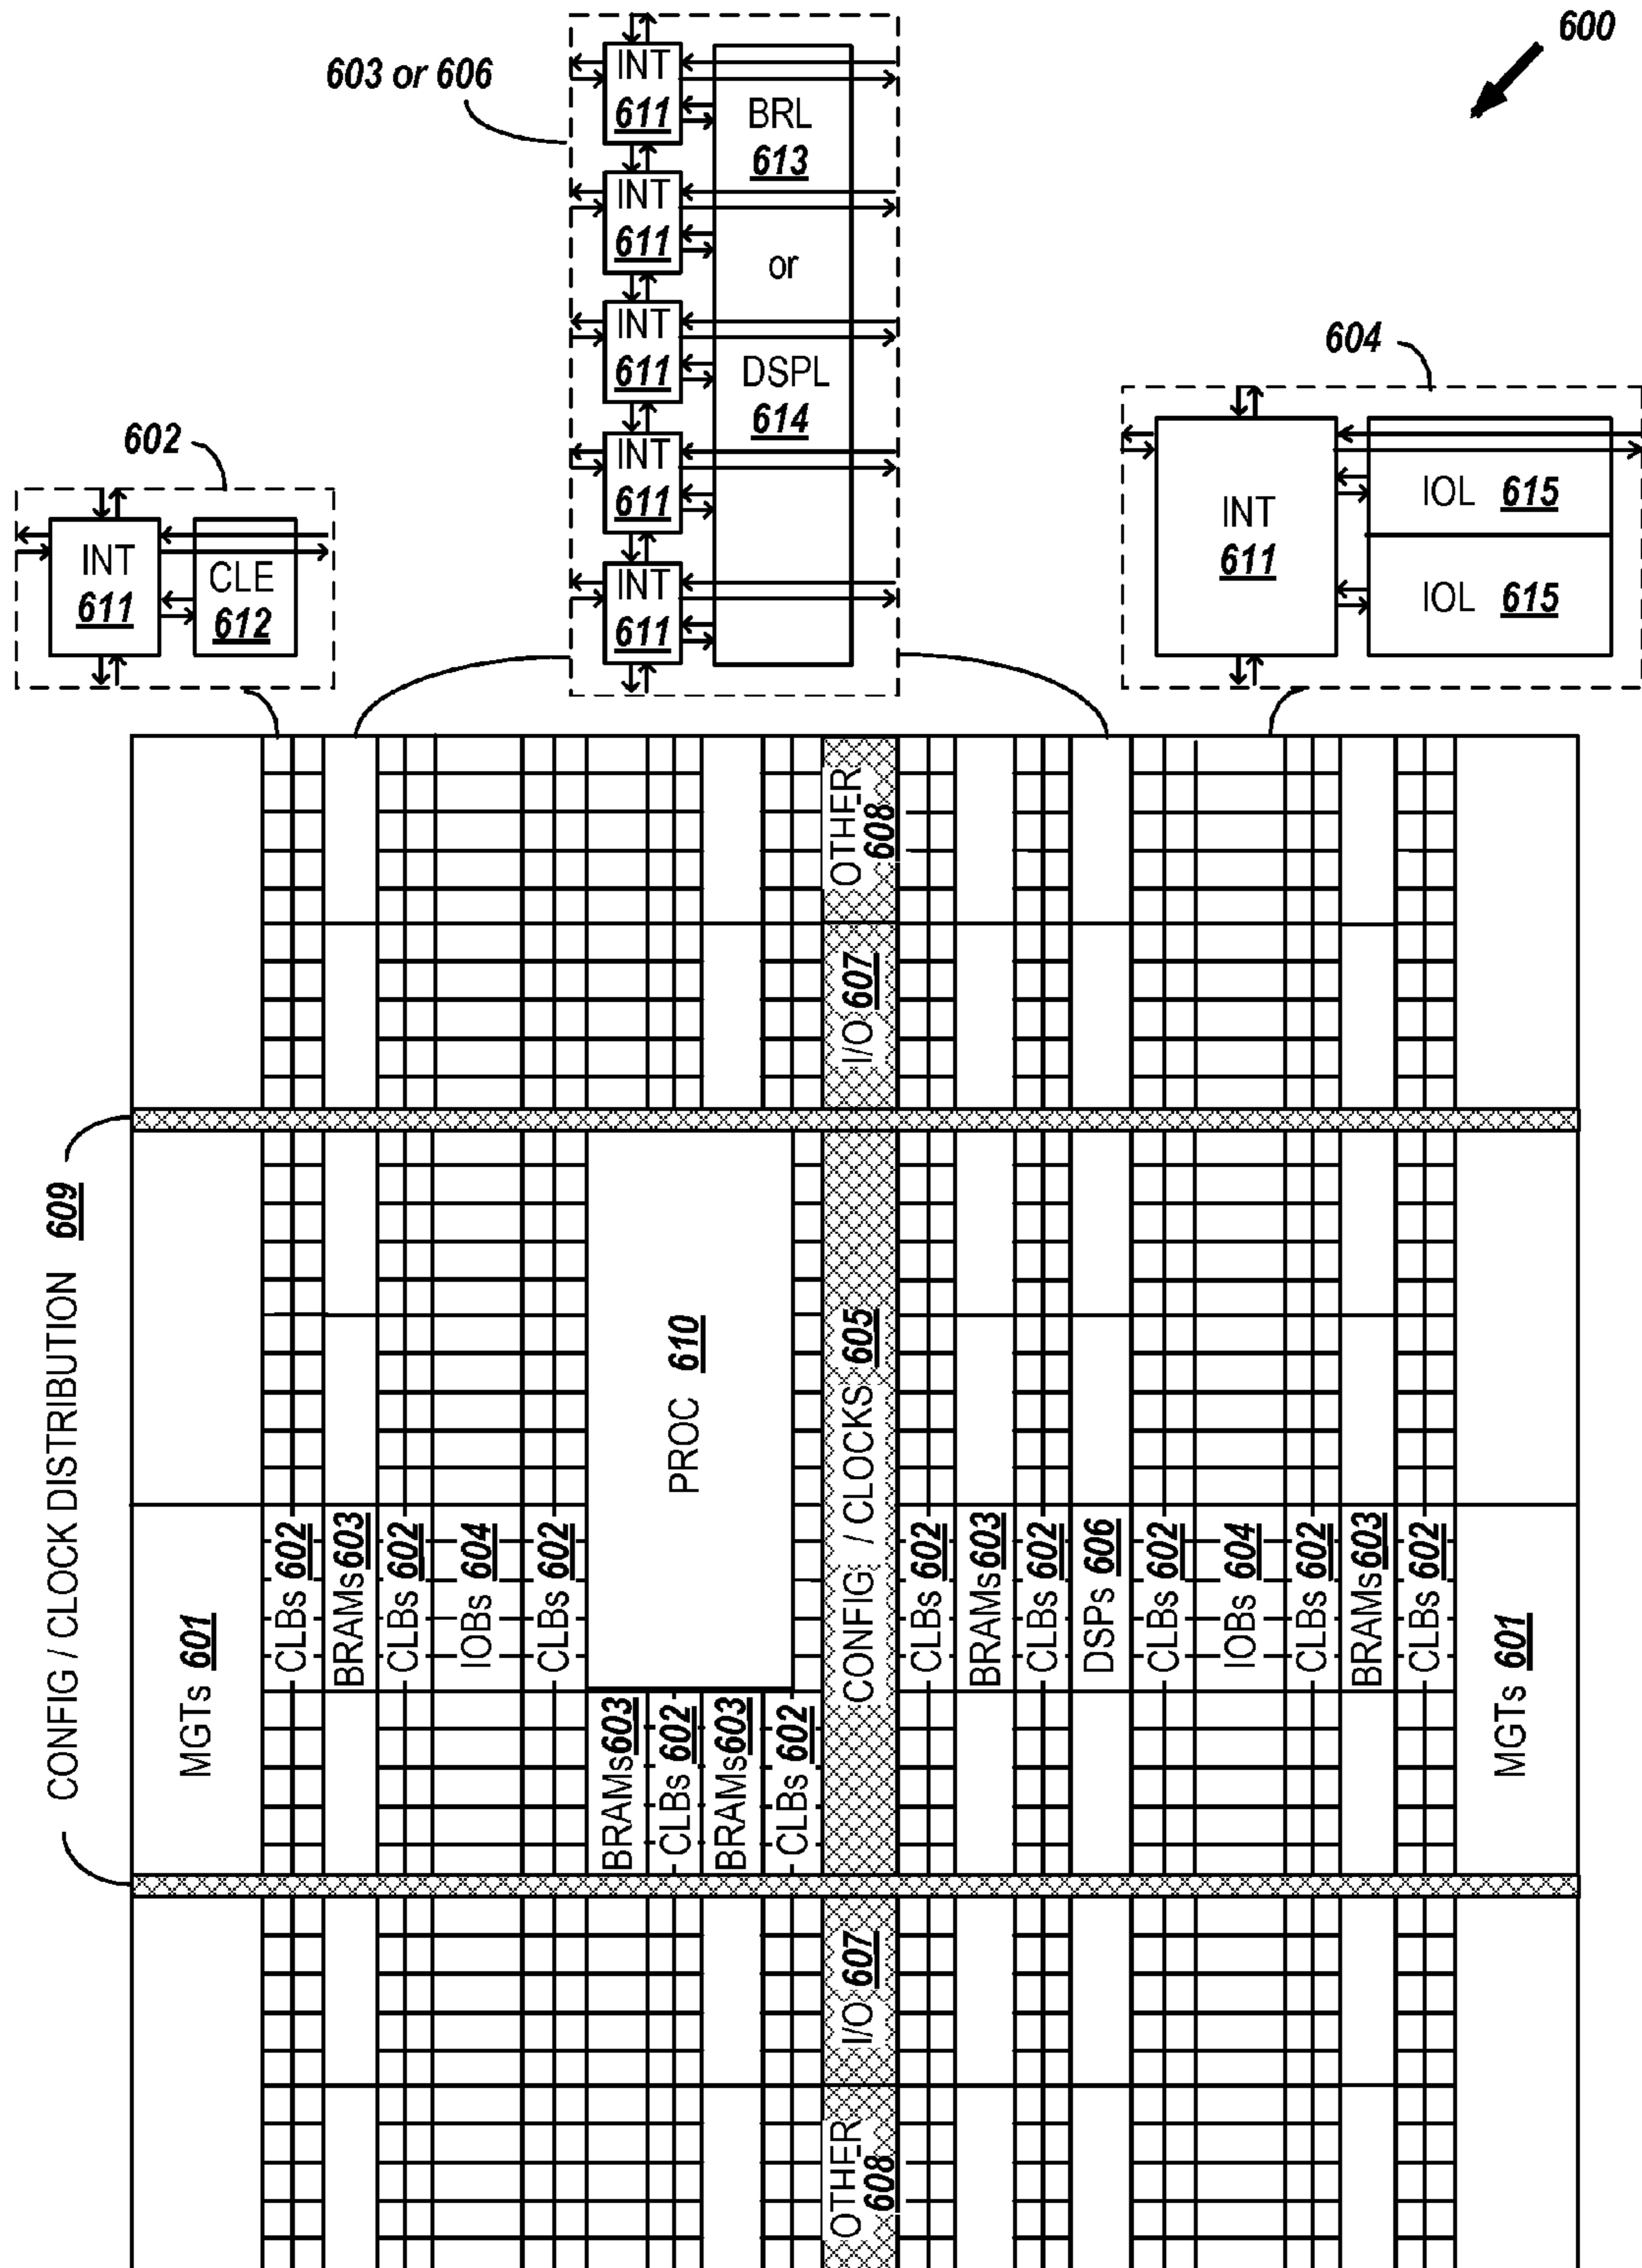 600
603 or 606
INT
611
INT
611
INT
611
INT
611
INT
611
BRL
613
or
DSPL
614
604
INT
611
IOL 615
IOL 615
602
INT
611
CLE
612
OTHER
608
I/O 607
CONFIG / CLOCK DISTRIBUTION 609
PROC 610
CONFIG / CLOCKS 605
MGTs 601
CLBs 602
BRAMs 603
CLBs 602
IOBs 604
CLBs 602
BRAMs 603
CLBs 602
BRAMs 603
CLBs 602
CLBs 602
BRAMs 603
CLBs 602
DSPs 606
CLBs 602
IOBs 604
CLBs 602
BRAMs 603
CLBs 602
MGTs 601
I/O 607
OTHER
608